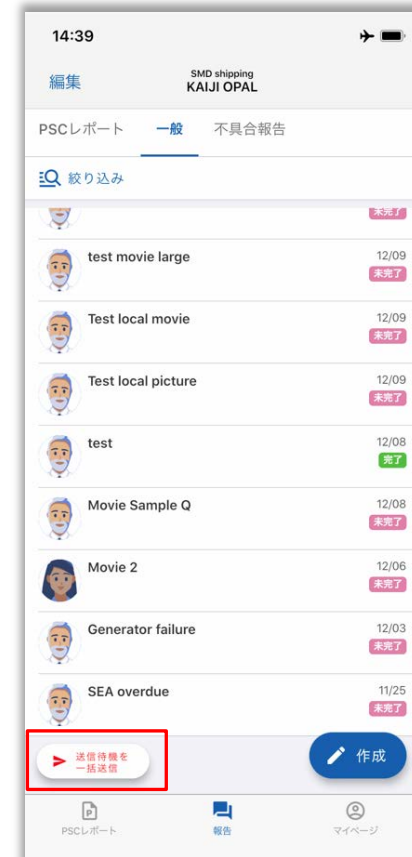 14:39
編集
SMD shipping
KAIJI OPAL
PSCレポート
一般
不具合報告
絞り込み
未完了
test movie large
12/09
未完了
Test local movie
12/09
未完了
Test local picture
12/09
未完了
test
12/08
完了
Movie Sample Q
12/08
未完了
Movie 2
12/06
未完了
Generator failure
12/03
未完了
SEA overdue
11/25
未完了
送信待機を
一括送信
作成
P
PSCレポート
報告
マイページ